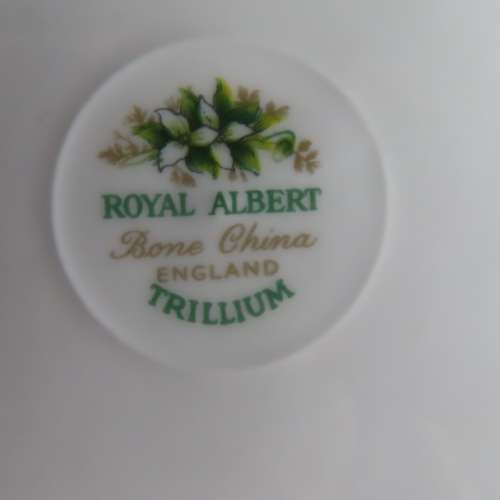 ROYAL ALBERT
Bone China
ENGLAND
TRILLIUM